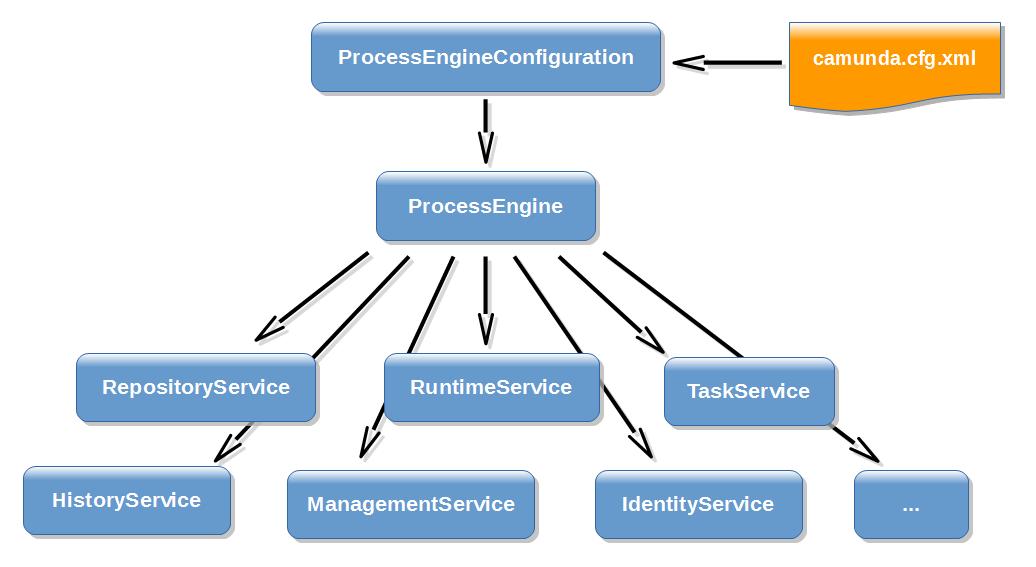 ProcessEngineConfiguration
camunda.cfg.xml
ProcessEngine
RepositoryService
RuntimeService
TaskService
HistoryService
ManagementService
IdentityService
...